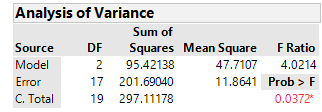 Analysis of Variance
Sum of
Source DF Squares Mean Square F Ratio
Model 2 95.42138 47.7107 4.0214
Error 17 201.69040 11.8641 Prob > F
C. Total 19 297.11178 0.0372*